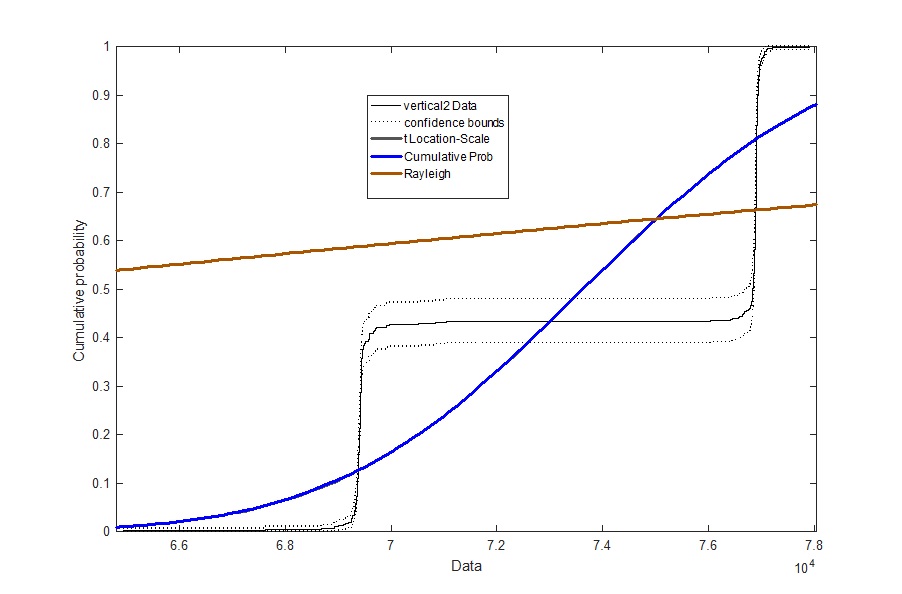 1
0.9
0.8
0.7
0.6
0.5
0.4
0.3
0.2
0.1
0
Cumulative probability
vertical2 Data
confidence bounds
t Location-Scale
Cumulative Prob
Rayleigh
6.6 6.8 7 7.2 7.4 7.6 7.8
Data
10⁴